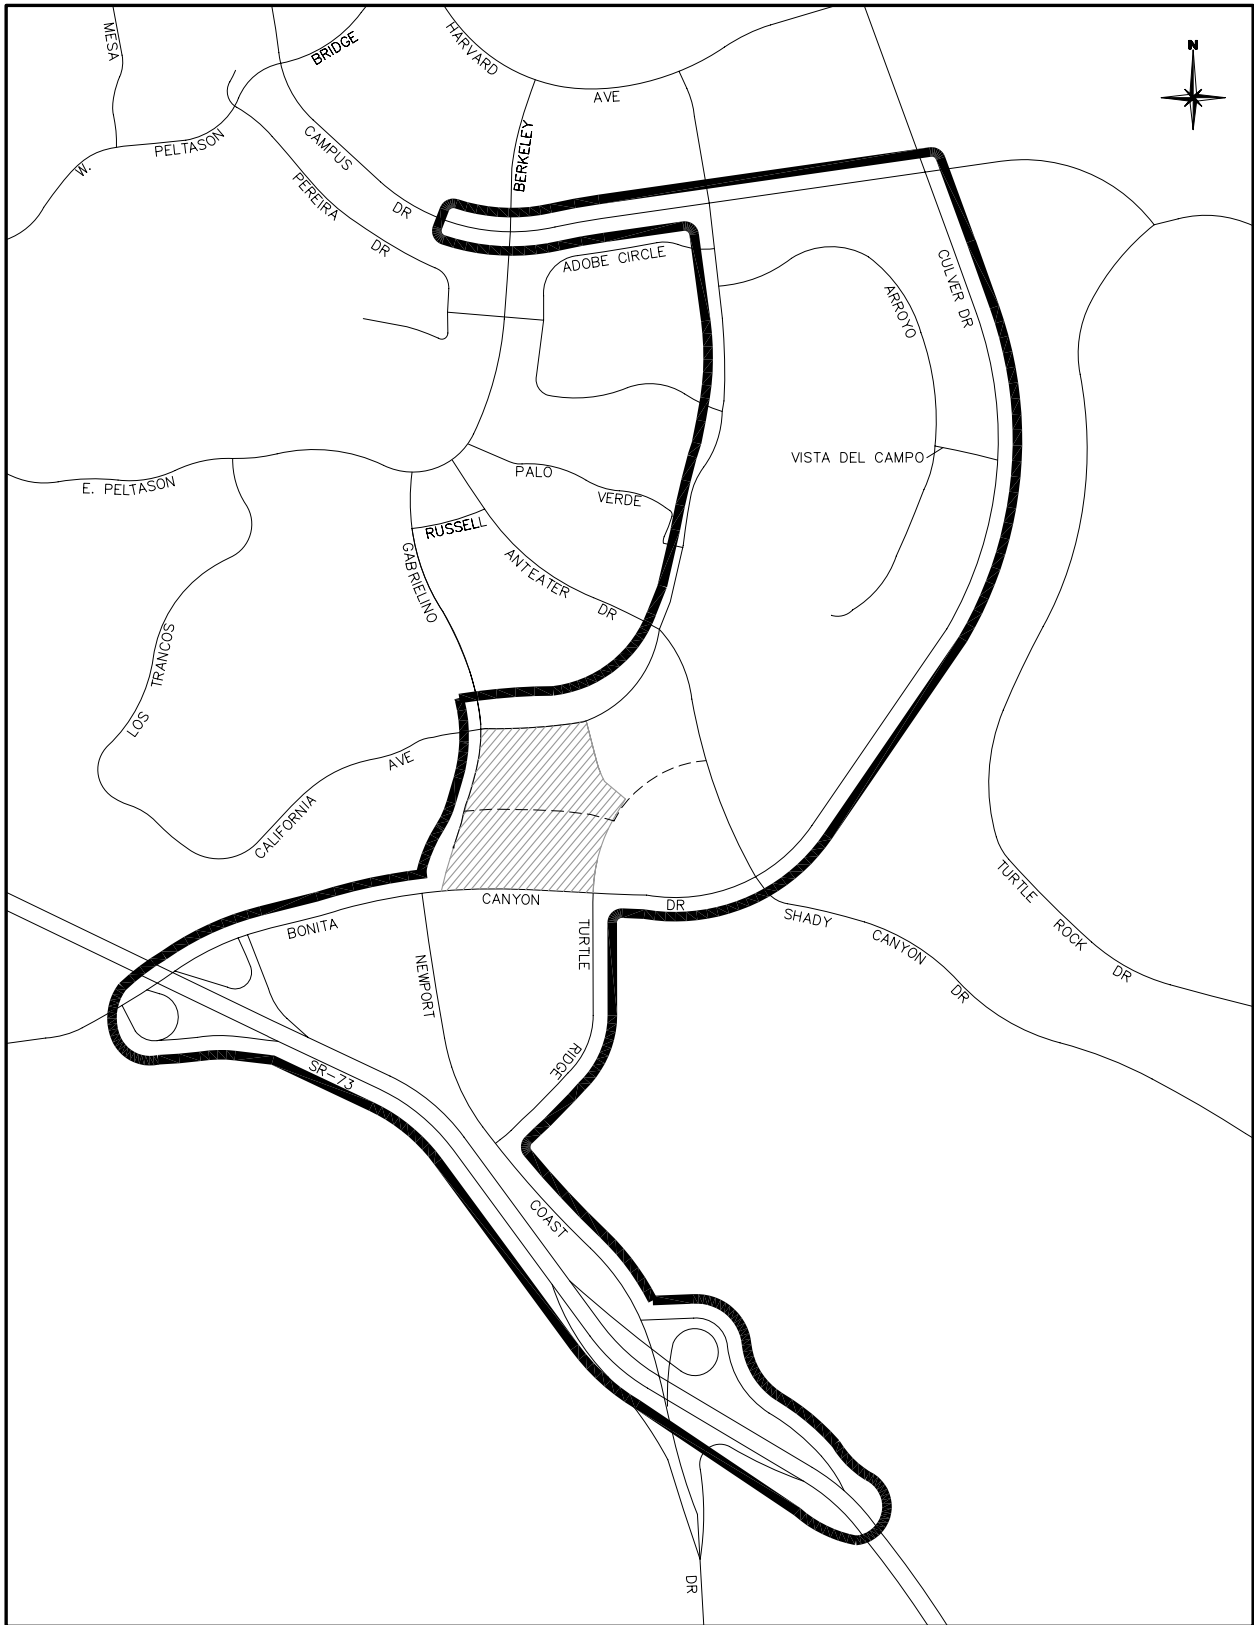 MESA
BRIDGE
HARVARD
AVE
N
W.
PELTASON
CAMPUS
DR
BERKELEY
PEREIRA
DR
ADOBE CIRCLE
CULVER DR
ARROYO
VISTA DEL CAMPO
E. PELTASON
PALO
VERDE
RUSSELL
GABRIELINO
ANTEATER
DR
LOS
TRANCOS
CALIFORNIA
AVE
BONITA
CANYON
DR
TURTLE
RIDGE
SHADY
CANYON
DR
TURTLE
ROCK
DR
NEWPORT
COAST
DR
SR-73